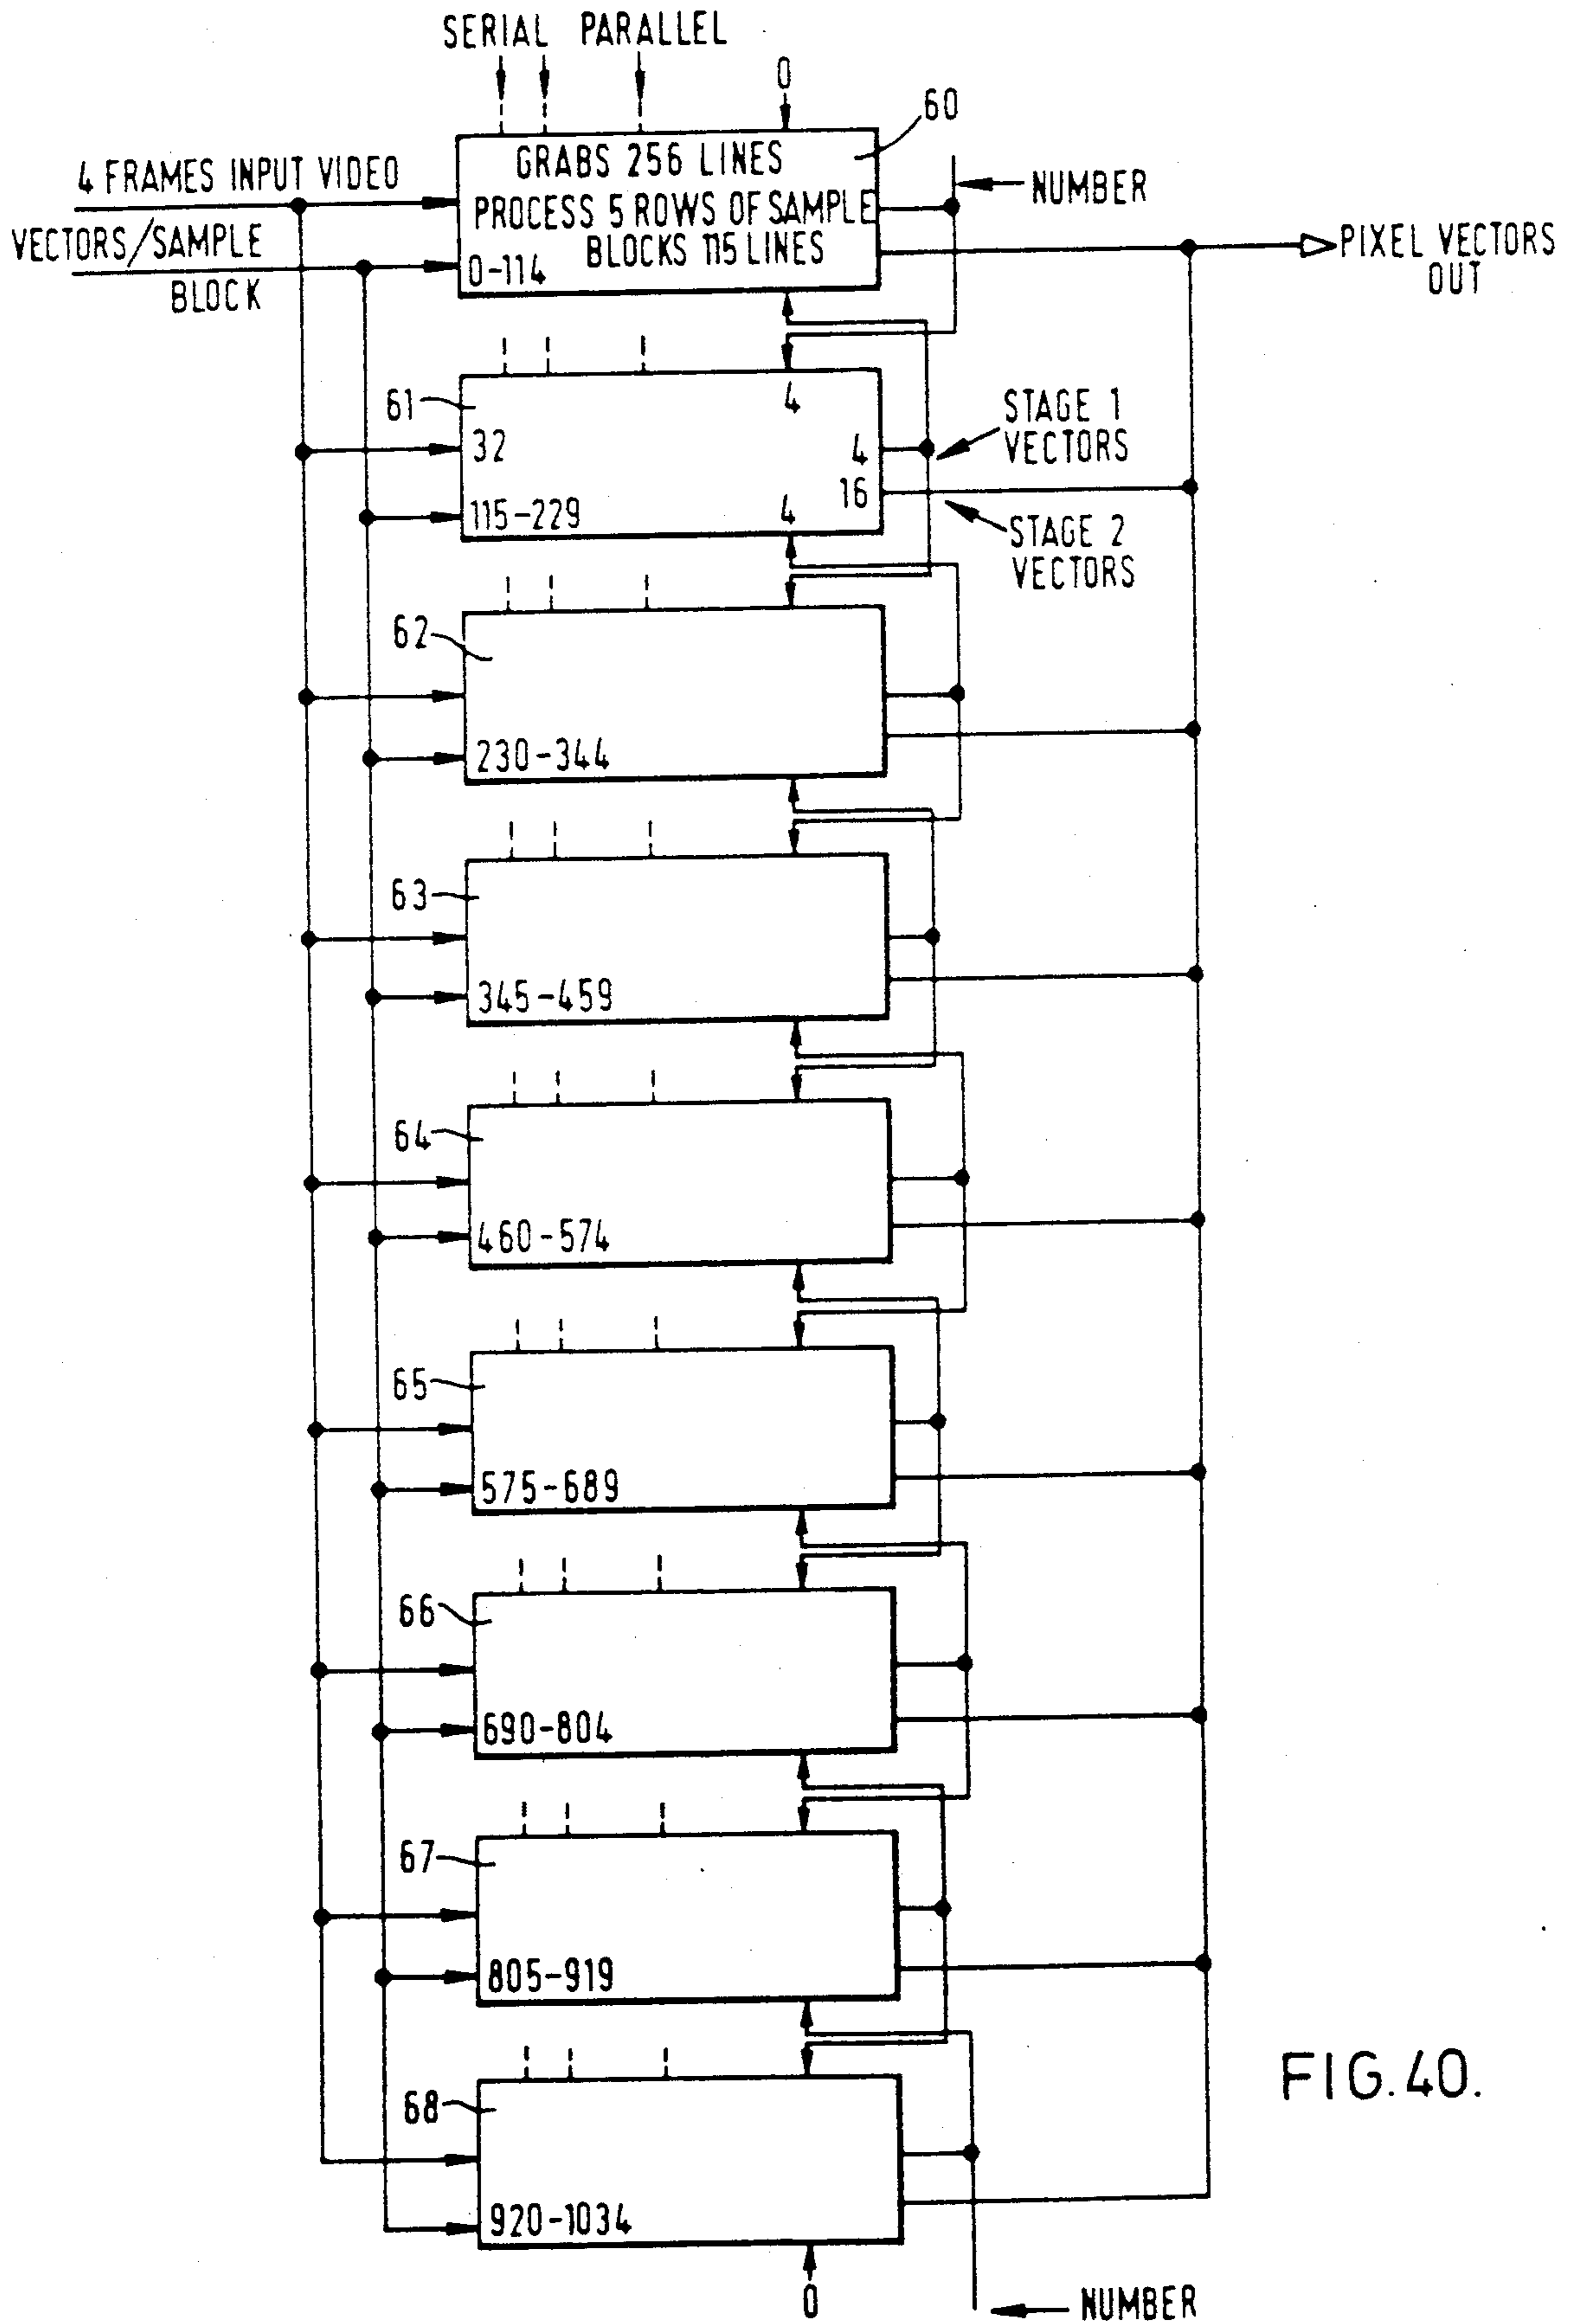 SERIAL PARALLEL
0
60
4 FRAMES INPUT VIDEO
GRABS 256 LINES
PROCESS 5 ROWS OF SAMPLE
BLOCKS 115 LINES
NUMBER
VECTORS/SAMPLE
BLOCK
0-114
PIXEL VECTORS
OUT
61
4
32
4
16
STAGE 1
VECTORS
115-229
4
STAGE 2
VECTORS
62
230-344
63
345-459
64
460-574
65
575-689
66
690-804
67
805-919
68
920-1034
0
NUMBER
FIG.40.